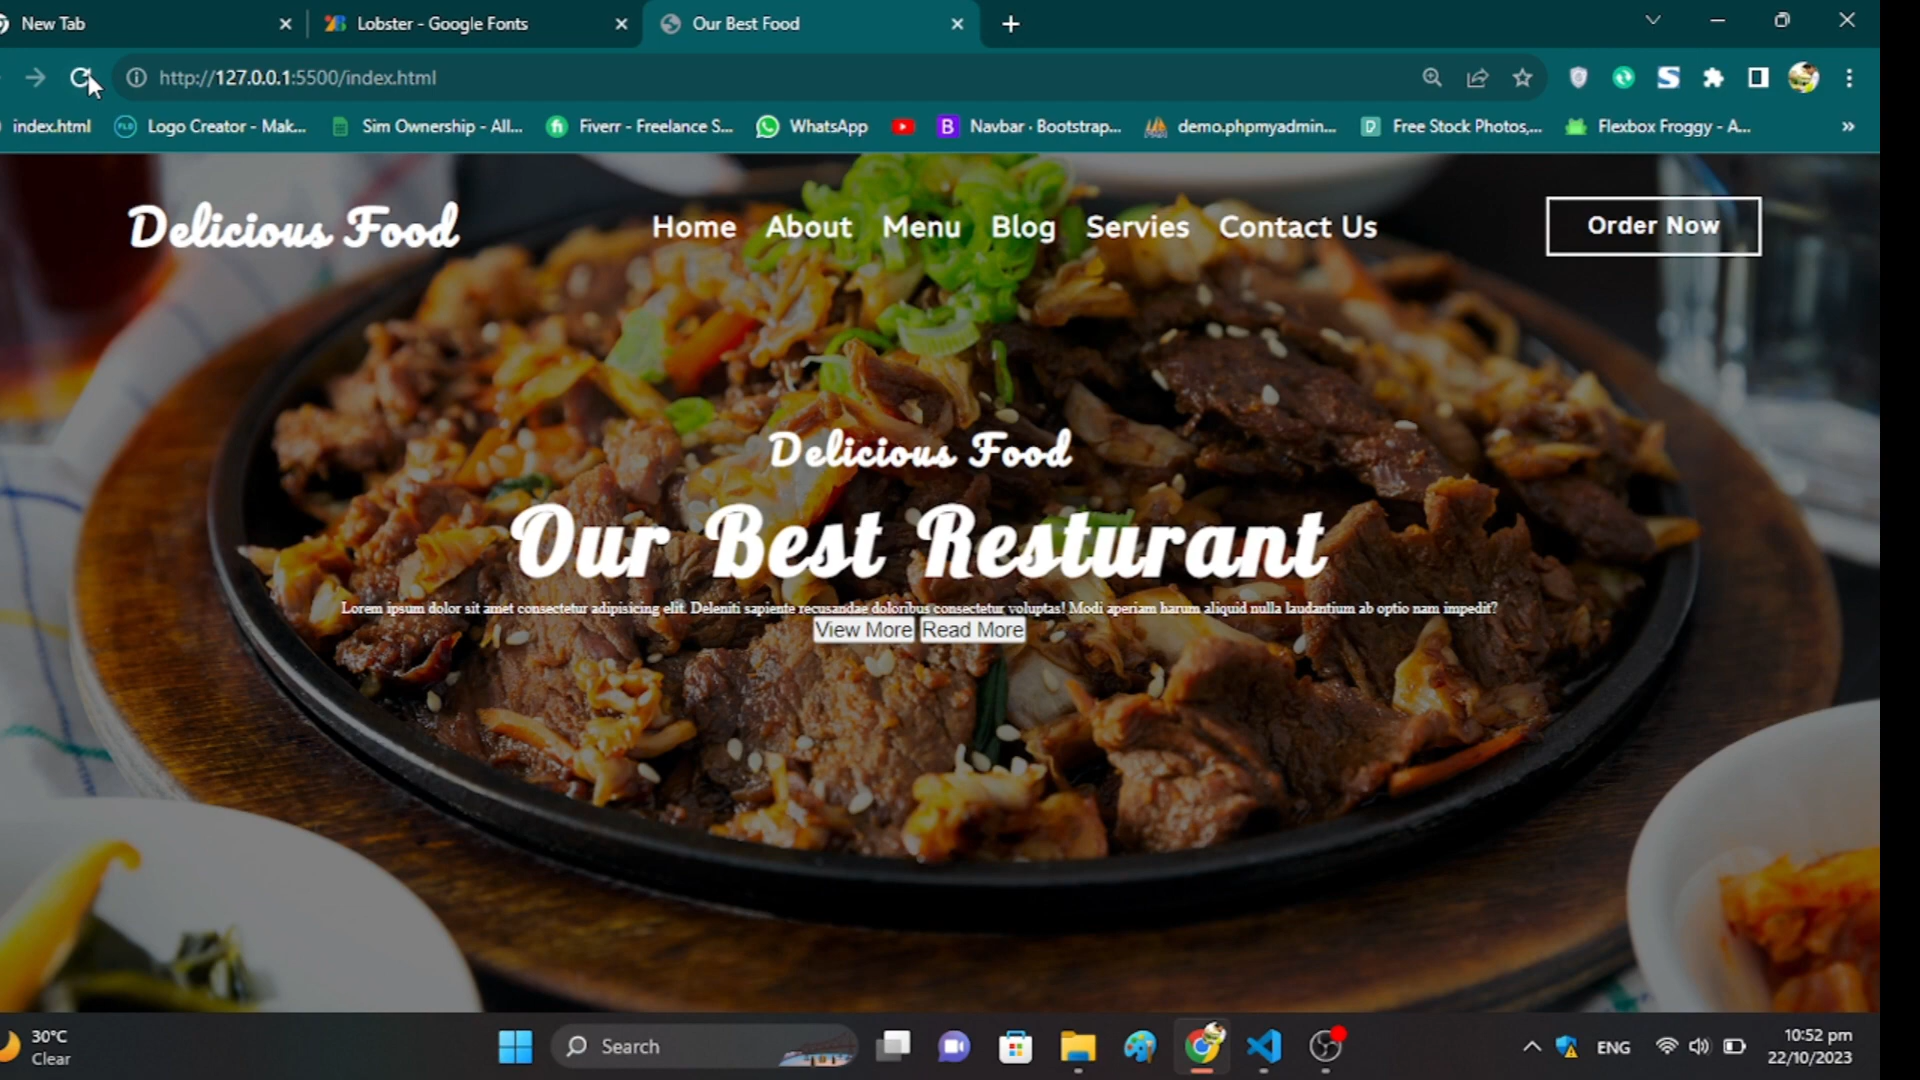 New Tab
Lobster - Google Fonts
Our Best Food
http://127.0.0.1:5500/index.html
index.html
Logo Creator - Mak...
Sim Ownership - All...
Fiverr - Freelance S...
WhatsApp
B
Navbar · Bootstrap...
demo.phpmyadmin...
Free Stock Photos,...
Flexbox Froggy - A...
»
Delicious Food
Home
About
Menu
Blog
Servies
Contact Us
Order Now
Delicious Food
Our Best Resturant
Lorem ipsum dolor sit amet consectetur adipisicing elit. Deleniti sapiente recusandae doloribus consectetur voluptas! Modi aperiam harum aliquid nulla laudantium ab optio nam impedit?
View More
Read More
30°C
Clear
Search
ENG
10:52 pm
22/10/2023